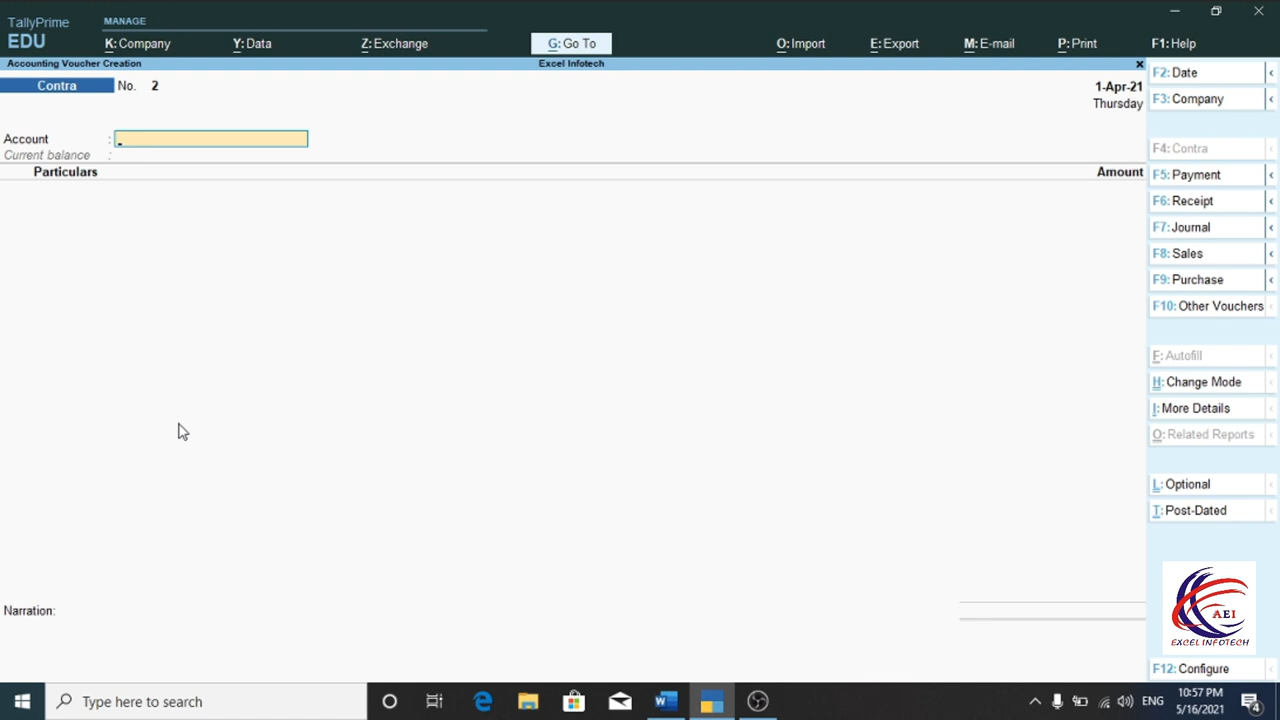 TallyPrime
EDU
MANAGE
K: Company
Y: Data
Z: Exchange
G: Go To
O: Import
E: Export
M: E-mail
P: Print
F1: Help
Accounting Voucher Creation
Excel Infotech
Contra
No. 2
1-Apr-21
Thursday
Account :
Current balance :
Particulars
Amount
Narration:
F2: Date
F3: Company
F4: Contra
F5: Payment
F6: Receipt
F7: Journal
F8: Sales
F9: Purchase
F10: Other Vouchers
F: Autofill
H: Change Mode
I: More Details
O: Related Reports
L: Optional
T: Post-Dated
AEI
EXCEL INFOTECH
F12: Configure
Type here to search
ENG
10:57 PM
5/16/2021
4